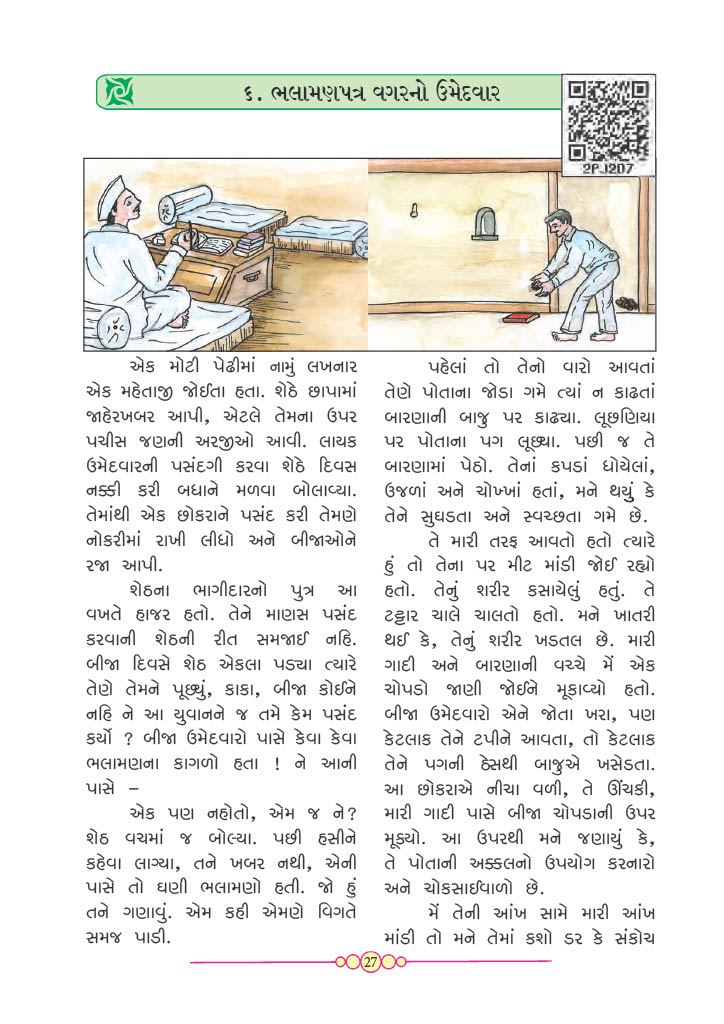 ૬. ભલામણપત્ર વગરનો ઉમેદવાર
2PJ207
એક મોટી પેઢીમાં નામું લખનાર
એક મહેતાજી જોઈતા હતા. શેઠે છાપામાં
જાહેરખબર આપી, એટલે તેમના ઉપર
પચીસ જણની અરજીઓ આવી. લાયક
ઉમેદવારની પસંદગી કરવા શેઠે દિવસ
નક્કી કરી બધાને મળવા બોલાવ્યા.
તેમાંથી એક છોકરાને પસંદ કરી તેમણે
નોકરીમાં રાખી લીધો અને બીજાઓને
રજા આપી.
શેઠના ભાગીદારનો પુત્ર આ
વખતે હાજર હતો. તેને માણસ પસંદ
કરવાની શેઠની રીત સમજાઈ નહિ.
બીજા દિવસે શેઠ એકલા પડ્યા ત્યારે
તેણે તેમને પૂછ્યું, કાકા, બીજા કોઈને
નહિ ને આ યુવાનને જ તમે કેમ પસંદ
કર્યો ? બીજા ઉમેદવારો પાસે કેવા કેવા
ભલામણના કાગળો હતા ! ને આની
પાસે –
એક પણ નહોતો, એમ જ ને?
શેઠ વચમાં જ બોલ્યા. પછી હસીને
કહેવા લાગ્યા, તને ખબર નથી, એની
પાસે તો ઘણી ભલામણો હતી. જો હું
તને ગણાવું. એમ કહી એમણે વિગતે
સમજ પાડી.
પહેલાં તો તેનો વારો આવતાં
તેણે પોતાના જોડા ગમે ત્યાં ન કાઢતાં
બારણાની બાજુ પર કાઢ્યા. લૂછણિયા
પર પોતાના પગ લૂછ્યા. પછી જ તે
બારણામાં પેઠો. તેનાં કપડાં ધોયેલાં,
ઉજળાં અને ચોખ્ખાં હતાં, મને થયું કે
તેને સુઘડતા અને સ્વચ્છતા ગમે છે.
તે મારી તરફ આવતો હતો ત્યારે
હું તો તેના પર મીટ માંડી જોઈ રહ્યો
હતો. તેનું શરીર કસાયેલું હતું. તે
ટટ્ટાર ચાલે ચાલતો હતો. મને ખાતરી
થઈ કે, તેનું શરીર ખડતલ છે. મારી
ગાદી અને બારણાની વચ્ચે મેં એક
ચોપડો જાણી જોઈને મૂકાવ્યો હતો.
બીજા ઉમેદવારો એને જોતા ખરા, પણ
કેટલાક તેને ટપીને આવતા, તો કેટલાક
તેને પગની ઠેસથી બાજુએ ખસેડતા.
આ છોકરાએ નીચા વળી, તે ઊંચકી,
મારી ગાદી પાસે બીજા ચોપડાની ઉપર
મૂક્યો. આ ઉપરથી મને જણાયું કે,
તે પોતાની અક્કલનો ઉપયોગ કરનારો
અને ચોકસાઈવાળો છે.
મેં તેની આંખ સામે મારી આંખ
માંડી તો મને તેમાં કશો ડર કે સંકોચ
27